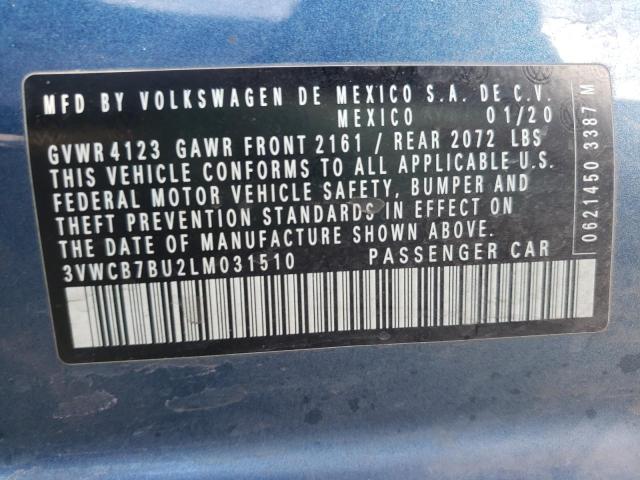 MFD BY VOLKSWAGEN DE MEXICO S.A. DE C.V.
MEXICO 01/20
GVWR 4123 GAWR FRONT 2161 / REAR 2072 LBS
THIS VEHICLE CONFORMS TO ALL APPLICABLE U.S.
FEDERAL MOTOR VEHICLE SAFETY, BUMPER AND
THEFT PREVENTION STANDARDS IN EFFECT ON
THE DATE OF MANUFACTURE SHOWN ABOVE.
3VWCB7BU2LM031510 PASSENGER CAR
0621450 3387 M